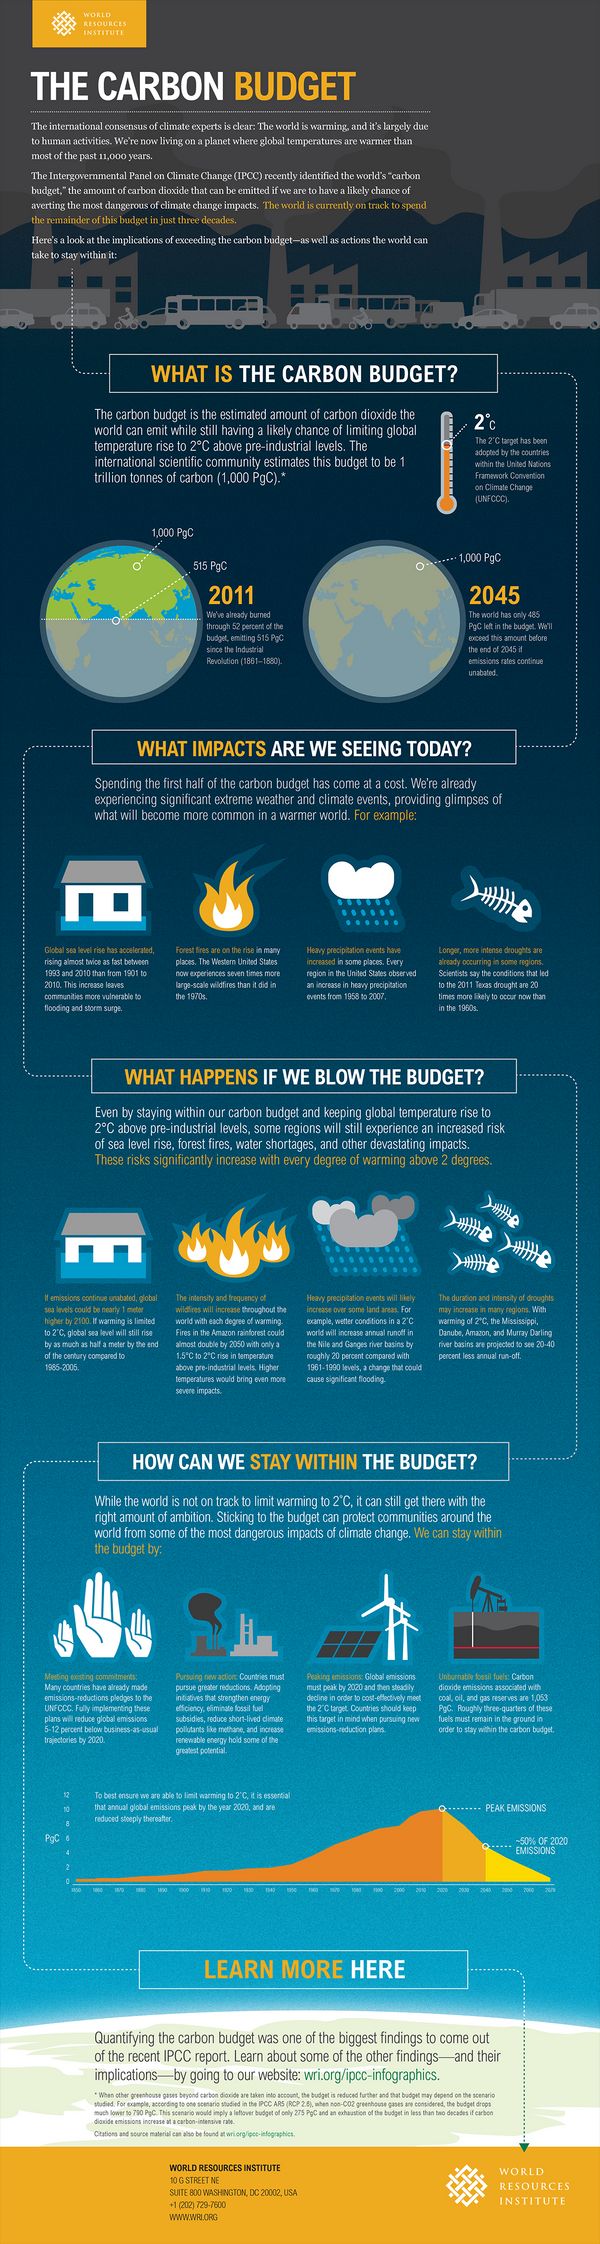 WORLD
RESOURCES
INSTITUTE
THE CARBON BUDGET
The international consensus of climate experts is clear: The world is warming, and it's largely due
to human activities. We're now living on a planet where global temperatures are warmer than
most of the past 11,000 years.
The Intergovernmental Panel on Climate Change (IPCC) recently identified the world's "carbon
budget," the amount of carbon dioxide that can be emitted if we are to have a likely chance of
averting the most dangerous of climate change impacts. The world is currently on track to spend
the remainder of this budget in just three decades.
Here's a look at the implications of exceeding the carbon budget—as well as actions the world can
take to stay within it:
WHAT IS THE CARBON BUDGET?
The carbon budget is the estimated amount of carbon dioxide the
world can emit while still having a likely chance of limiting global
temperature rise to 2°C above pre-industrial levels. The
international scientific community estimates this budget to be 1
trillion tonnes of carbon (1,000 PgC).*
2°C
The 2°C target has been
adopted by the countries
within the United Nations
Framework Convention
on Climate Change
(UNFCCC).
1,000 PgC
515 PgC
2011
We've already burned
through 52 percent of the
budget, emitting 515 PgC
since the Industrial
Revolution (1861–1880).
1,000 PgC
2045
The world has only 485
PgC left in the budget. We'll
exceed this amount before
the end of 2045 if
emissions rates continue
unabated.
WHAT IMPACTS ARE WE SEEING TODAY?
Spending the first half of the carbon budget has come at a cost. We're already
experiencing significant extreme weather and climate events, providing glimpses of
what will become more common in a warmer world. For example:
Global sea level rise has accelerated,
rising almost twice as fast between
1993 and 2010 than from 1901 to
2010. This increase leaves
communities more vulnerable to
flooding and storm surge.
Forest fires are on the rise in many
places. The Western United States
now experiences seven times more
large-scale wildfires than it did in
the 1970s.
Heavy precipitation events have
increased in some places. Every
region in the United States observed
an increase in heavy precipitation
events from 1958 to 2007.
Longer, more intense droughts are
already occurring in some regions.
Scientists say the conditions that led
to the 2011 Texas drought are 20
times more likely to occur now than
in the 1960s.
WHAT HAPPENS IF WE BLOW THE BUDGET?
Even by staying within our carbon budget and keeping global temperature rise to
2°C above pre-industrial levels, some regions will still experience an increased risk
of sea level rise, forest fires, water shortages, and other devastating impacts.
These risks significantly increase with every degree of warming above 2 degrees.
If emissions continue unabated, global
sea levels could be nearly 1 meter
higher by 2100. If warming is limited
to 2°C, global sea level will still rise
by as much as half a meter by the end
of the century compared to
1985-2005.
The intensity and frequency of
wildfires will increase throughout the
world with each degree of warming.
Fires in the Amazon rainforest could
almost double by 2050 with only a
1.5°C to 2°C rise in temperature
above pre-industrial levels. Higher
temperatures would bring even more
severe impacts.
Heavy precipitation events will likely
increase over some land areas. For
example, wetter conditions in a 2°C
world will increase annual runoff in
the Nile and Ganges river basins by
roughly 20 percent compared with
1961-1990 levels, a change that could
cause significant flooding.
The duration and intensity of droughts
may increase in many regions. With
warming of 2°C, the Mississippi,
Danube, Amazon, and Murray Darling
river basins are projected to see 20-40
percent less annual run-off.
HOW CAN WE STAY WITHIN THE BUDGET?
While the world is not on track to limit warming to 2°C, it can still get there with the
right amount of ambition. Sticking to the budget can protect communities around the
world from some of the most dangerous impacts of climate change. We can stay within
the budget by:
Meeting existing commitments:
Many countries have already made
emissions-reductions pledges to the
UNFCCC. Fully implementing these
plans will reduce global emissions
5-12 percent below business-as-usual
trajectories by 2020.
Pursuing new action: Countries must
pursue greater reductions. Adopting
initiatives that strengthen energy
efficiency, eliminate fossil fuel
subsidies, reduce short-lived climate
pollutants like methane, and increase
renewable energy hold some of the
greatest potential.
Peaking emissions: Global emissions
must peak by 2020 and then steadily
decline in order to cost-effectively meet
the 2°C target. Countries should keep
this target in mind when pursuing new
emissions-reduction plans.
Unburnable fossil fuels: Carbon
dioxide emissions associated with
coal, oil, and gas reserves are 1,053
PgC. Roughly three-quarters of these
fuels must remain in the ground in
order to stay within the carbon budget.
To best ensure we are able to limit warming to 2°C, it is essential
that annual global emissions peak by the year 2020, and are
reduced steeply thereafter.
12
10
8
PgC 6
4
2
0
PEAK EMISSIONS
~50% OF 2020
EMISSIONS
1850 1860 1870 1880 1890 1900 1910 1920 1930 1940 1950 1960 1970 1980 1990 2000 2010 2020 2030 2040 2050 2060 2070
LEARN MORE HERE
Quantifying the carbon budget was one of the biggest findings to come out
of the recent IPCC report. Learn about some of the other findings—and their
implications—by going to our website: wri.org/ipcc-infographics.
* When other greenhouse gases beyond carbon dioxide are taken into account, the budget is reduced further and that budget may depend on the scenario
studied. For example, according to one scenario studied in the IPCC AR5 (RCP 2.6), when non-CO2 greenhouse gases are considered, the budget drops
much lower to 790 PgC. This scenario would imply a leftover budget of only 275 PgC and an exhaustion of the budget in less than two decades if carbon
dioxide emissions increase at a carbon-intensive rate.
Citations and source material can also be found at wri.org/ipcc-infographics.
WORLD RESOURCES INSTITUTE
10 G STREET NE
SUITE 800 WASHINGTON, DC 20002, USA
+1 (202) 729-7600
WWW.WRI.ORG
WORLD
RESOURCES
INSTITUTE